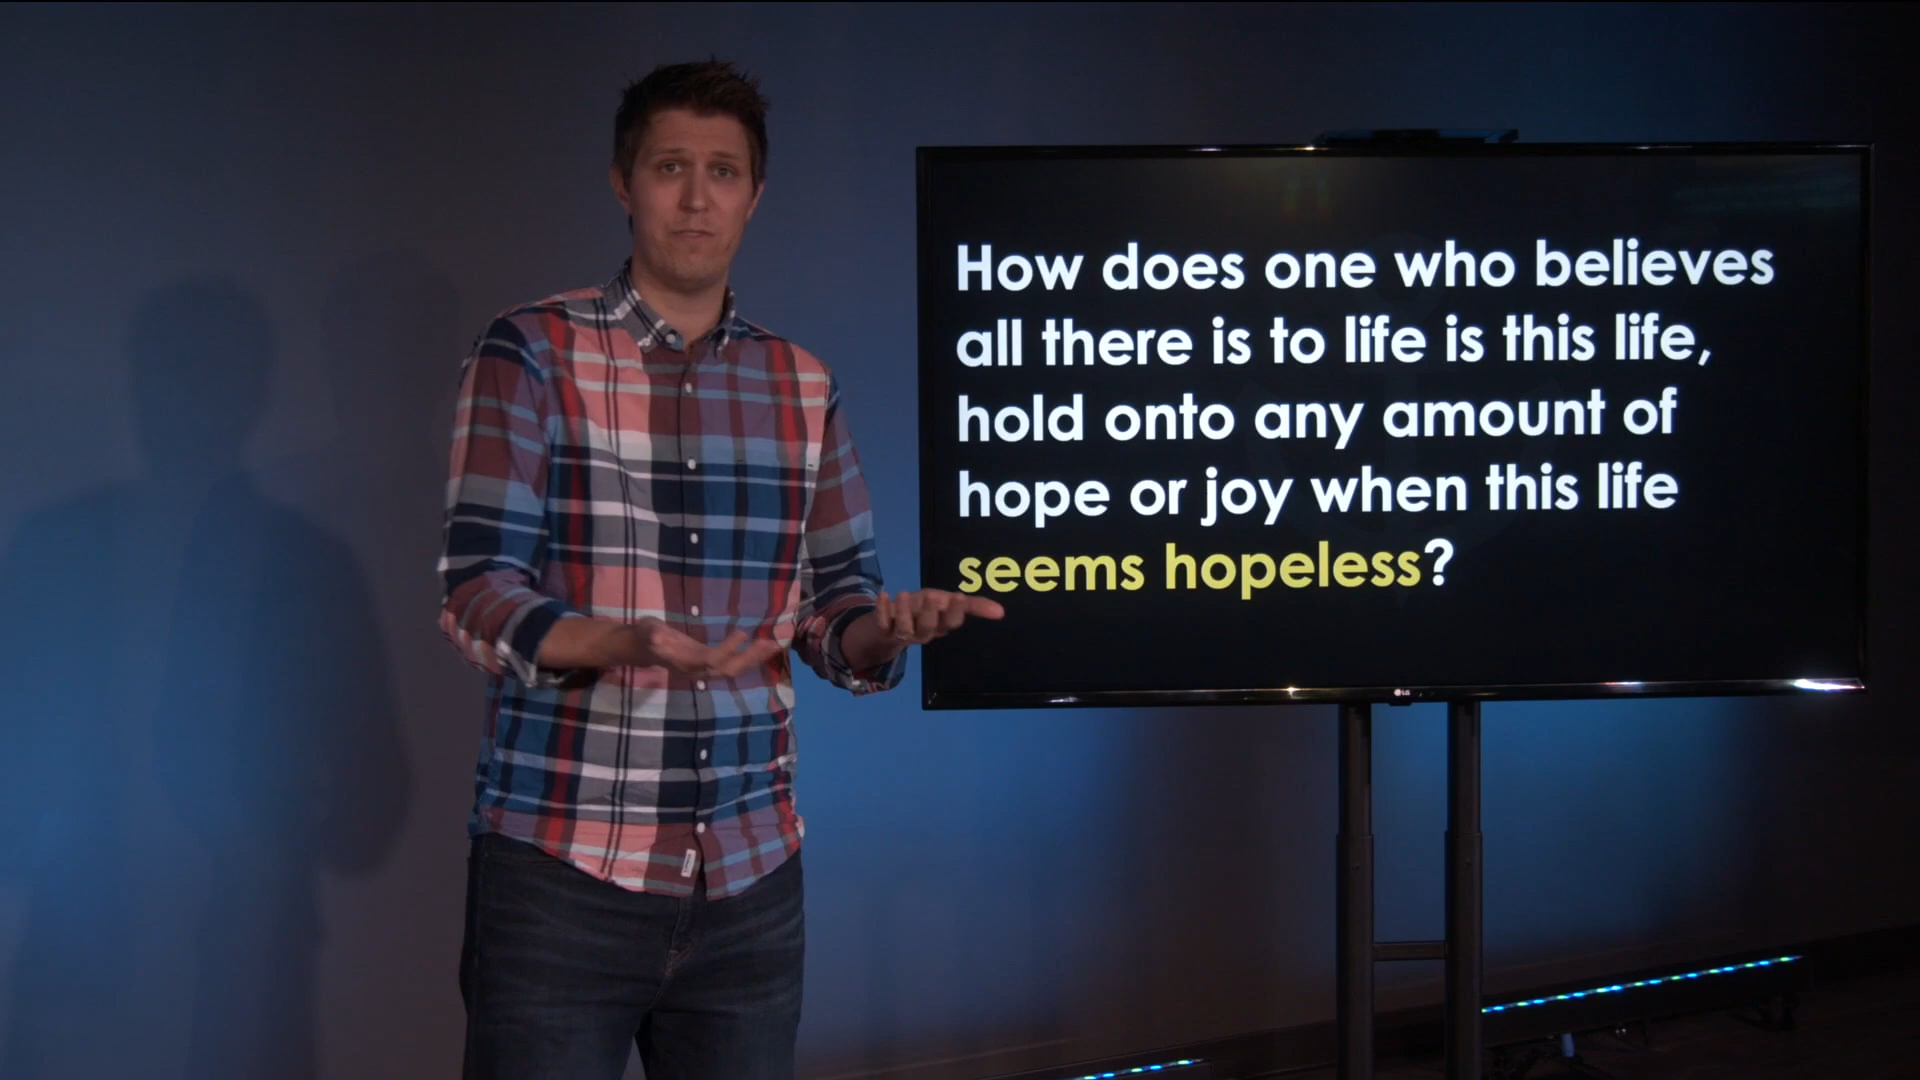 How does one who believes
all there is to life is this life,
hold onto any amount of
hope or joy when this life
seems hopeless?
LG